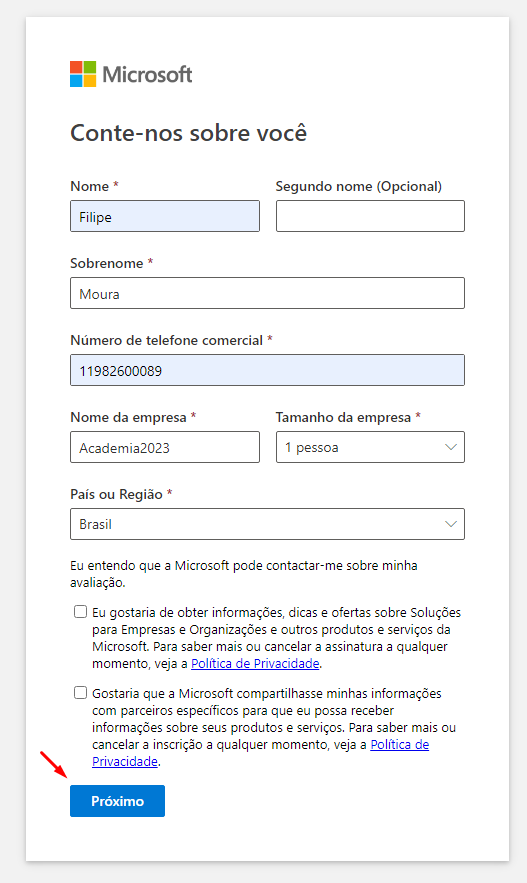 Microsoft
Conte-nos sobre você
Nome * Segundo nome (Opcional)
Filipe
Sobrenome *
Moura
Número de telefone comercial *
11982600089
Nome da empresa * Tamanho da empresa *
Academia2023 1 pessoa
País ou Região *
Brasil
Eu entendo que a Microsoft pode contactar-me sobre minha
avaliação.
Eu gostaria de obter informações, dicas e ofertas sobre Soluções
para Empresas e Organizações e outros produtos e serviços da
Microsoft. Para saber mais ou cancelar a assinatura a qualquer
momento, veja a Política de Privacidade.
Gostaria que a Microsoft compartilhasse minhas informações
com parceiros específicos para que eu possa receber
informações sobre seus produtos e serviços. Para saber mais ou
cancelar a inscrição a qualquer momento, veja a Política de
Privacidade.
Próximo